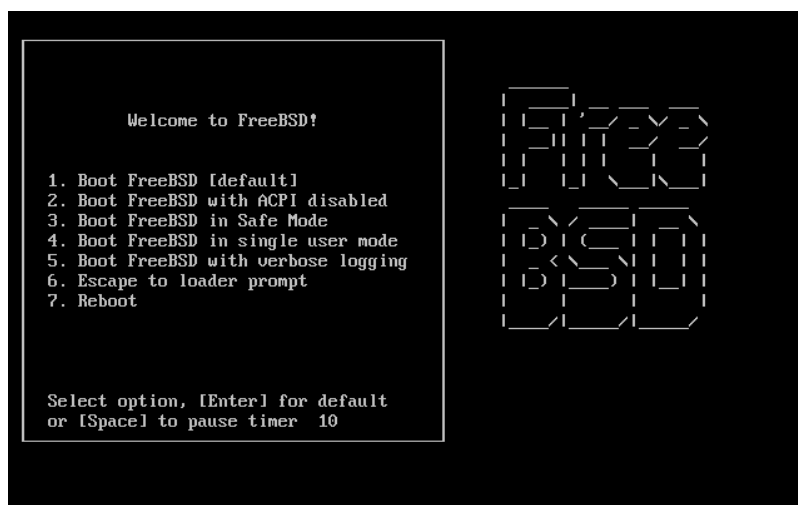 Welcome to FreeBSD!
1. Boot FreeBSD [default]
2. Boot FreeBSD with ACPI disabled
3. Boot FreeBSD in Safe Mode
4. Boot FreeBSD in single user mode
5. Boot FreeBSD with verbose logging
6. Escape to loader prompt
7. Reboot
Select option, [Enter] for default
or [Space] to pause timer 10
Free
BSD